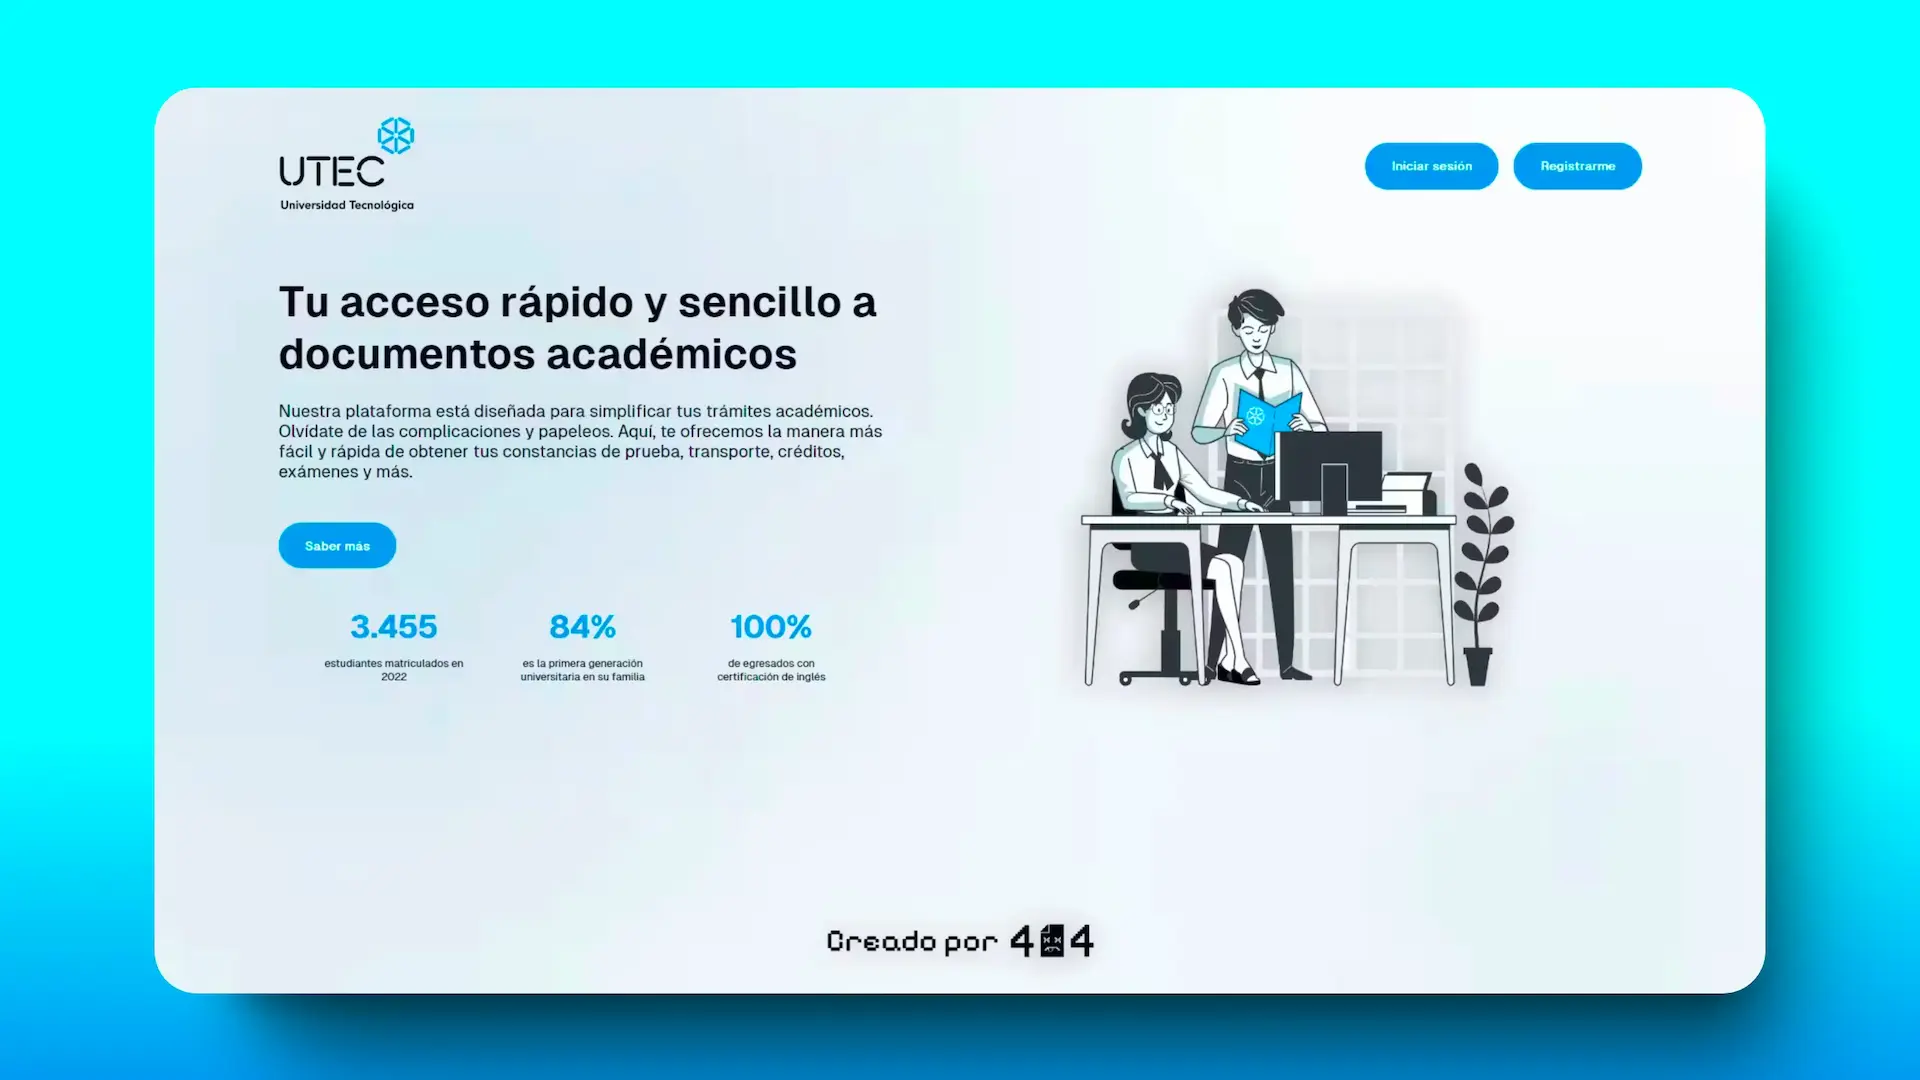 UTEC
Universidad Tecnológica
Iniciar sesión
Registrarme
Tu acceso rápido y sencillo a
documentos académicos
Nuestra plataforma está diseñada para simplificar tus trámites académicos.
Olvídate de las complicaciones y papeleos. Aquí, te ofrecemos la manera más
fácil y rápida de obtener tus constancias de prueba, transporte, créditos,
exámenes y más.
Saber más
3.455
estudiantes matriculados en
2022
84%
es la primera generación
universitaria en su familia
100%
de egresados con
certificación de inglés
Creado por 404